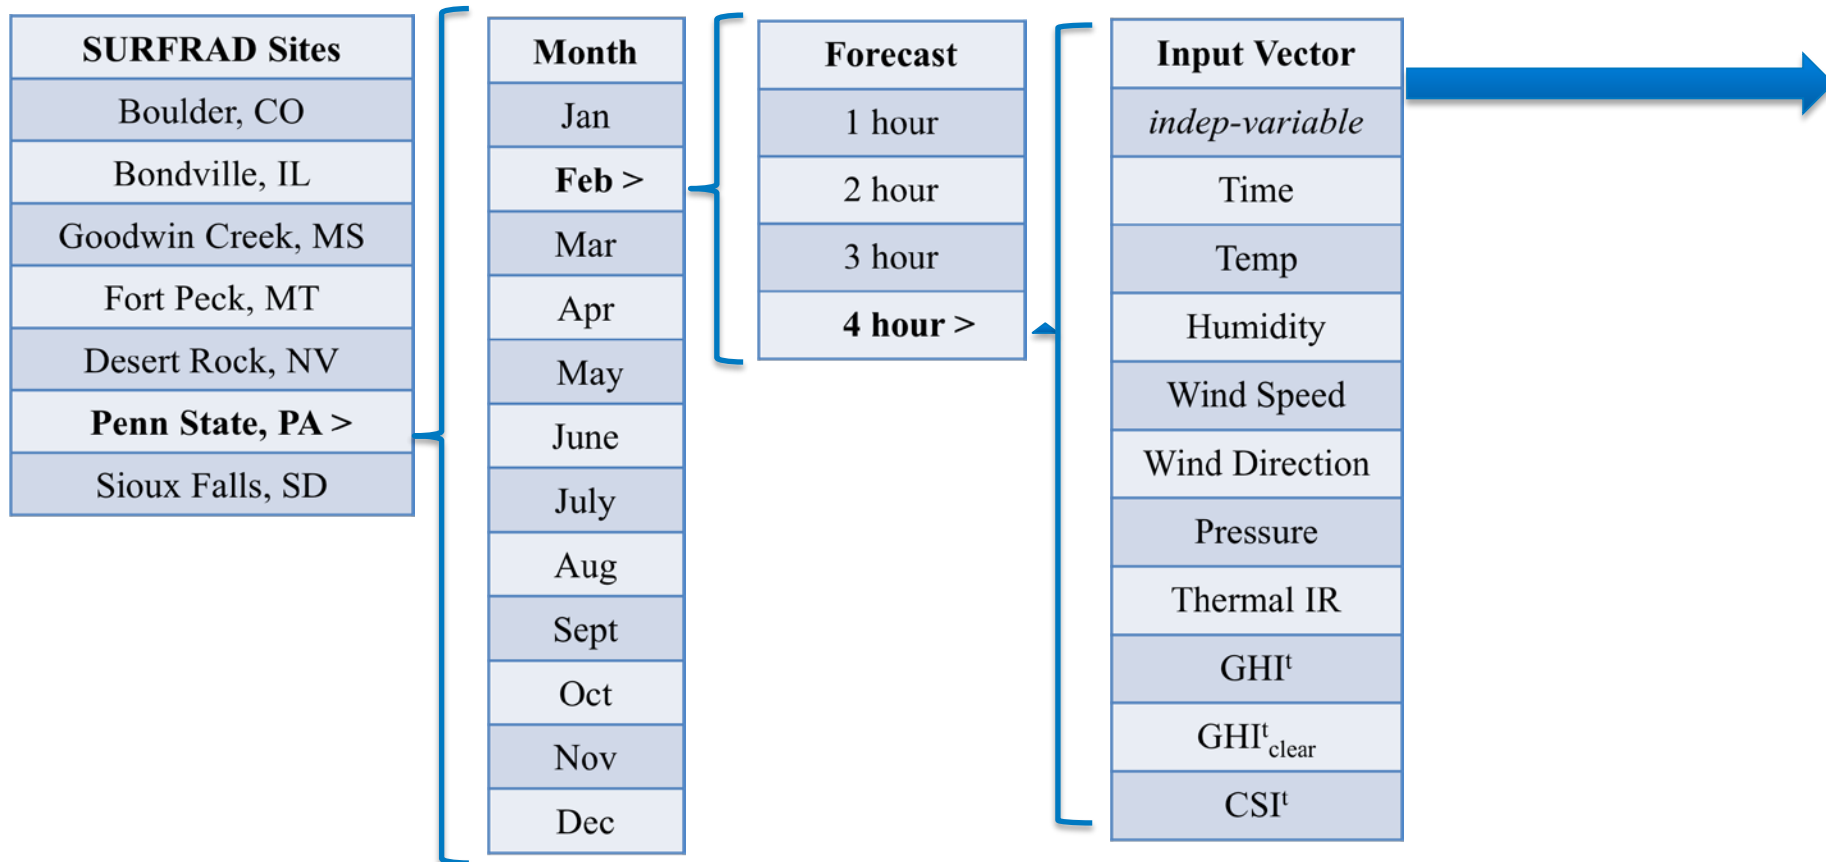 SURFRAD Sites
Boulder, CO
Bondville, IL
Goodwin Creek, MS
Fort Peck, MT
Desert Rock, NV
Penn State, PA >
Sioux Falls, SD
Month
Jan
Feb >
Mar
Apr
May
June
July
Aug
Sept
Oct
Nov
Dec
Forecast
1 hour
2 hour
3 hour
4 hour >
Input Vector
indep-variable
Time
Temp
Humidity
Wind Speed
Wind Direction
Pressure
Thermal IR
GHIᵗ
GHIᵗclear
CSIᵗ